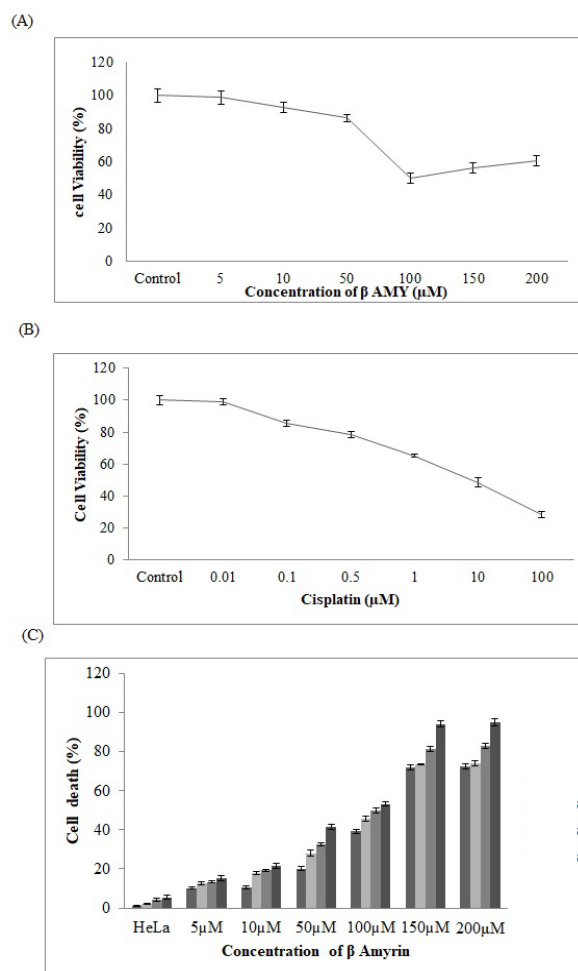 (A)
120
100
80
60
40
20
0
cell Viability (%)
Control 5 10 50 100 150 200
Concentration of β AMY (µM)
(B)
120
100
80
60
40
20
0
Cell Viability (%)
Control 0.01 0.1 0.5 1 10 100
Cisplatin (µM)
(C)
120
100
80
60
40
20
0
Cell death (%)
HeLa 5µM 10µM 50µM 100µM 150µM 200µM
Concentration of β Amyrin